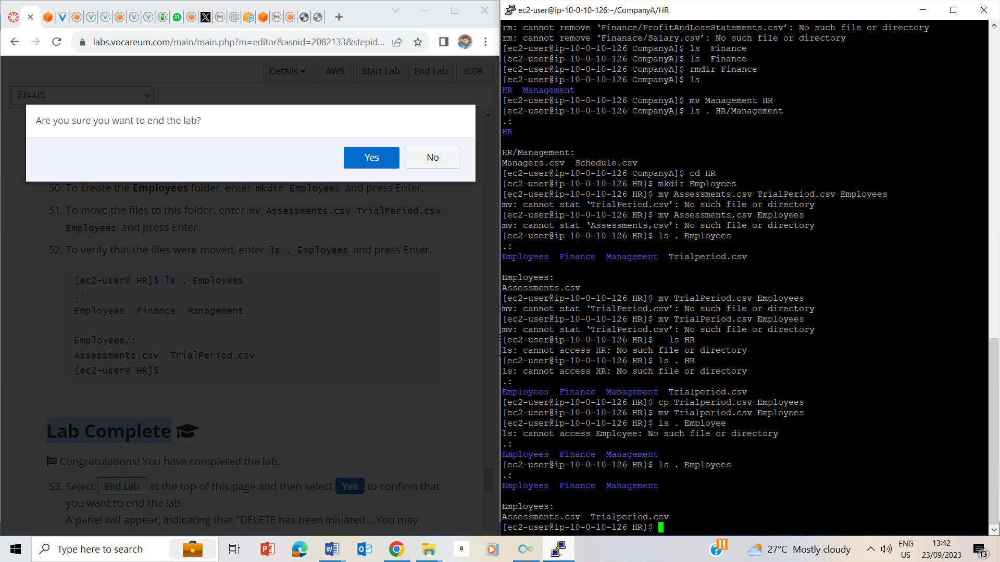 labs.vocareum.com/main/main.php?m=editor&asnid=2082133&stepid...
Details
AWS
Start Lab
End Lab
0:08
EN-US
Are you sure you want to end the lab?
Yes
No
50. To create the Employees folder, enter mkdir Employees and press Enter.
51. To move the files to this folder, enter mv Assessments.csv TrialPeriod.csv
Employees and press Enter.
52. To verify that the files were moved, enter ls . Employees and press Enter.
[ec2-user@ HR]$ ls . Employees
.:
Employees  Finance  Management
Employees/:
Assessments.csv  TrialPeriod.csv
[ec2-user@ HR]$
Lab Complete
Congratulations! You have completed the lab.
53. Select End Lab at the top of this page and then select Yes to confirm that
you want to end the lab.
A panel will appear, indicating that "DELETE has been initiated... You may
ec2-user@ip-10-0-10-126:~/CompanyA/HR
rm: cannot remove ‘Finance/ProfitAndLossStatements.csv’: No such file or directory
rm: cannot remove ‘Finanace/Salary.csv’: No such file or directory
[ec2-user@ip-10-0-10-126 CompanyA]$ ls  Finance
[ec2-user@ip-10-0-10-126 CompanyA]$ ls  Finance
[ec2-user@ip-10-0-10-126 CompanyA]$ rmdir Finance
[ec2-user@ip-10-0-10-126 CompanyA]$ ls
HR  Management
[ec2-user@ip-10-0-10-126 CompanyA]$ mv Management HR
[ec2-user@ip-10-0-10-126 CompanyA]$ ls . HR/Management
.:
HR
HR/Management:
Managers.csv  Schedule.csv
[ec2-user@ip-10-0-10-126 CompanyA]$ cd HR
[ec2-user@ip-10-0-10-126 HR]$ mkdir Employees
[ec2-user@ip-10-0-10-126 HR]$ mv Assessments.csv TrialPeriod.csv Employees
mv: cannot stat ‘TrialPeriod.csv’: No such file or directory
[ec2-user@ip-10-0-10-126 HR]$ mv Assessments,csv Employees
mv: cannot stat ‘Assessments,csv’: No such file or directory
[ec2-user@ip-10-0-10-126 HR]$ ls . Employees
.:
Employees  Finance  Management  Trialperiod.csv
Employees:
Assessments.csv
[ec2-user@ip-10-0-10-126 HR]$ mv TrialPeriod.csv Employees
mv: cannot stat ‘TrialPeriod.csv’: No such file or directory
[ec2-user@ip-10-0-10-126 HR]$ mv TrialPeriod.csv Employees
mv: cannot stat ‘TrialPeriod.csv’: No such file or directory
[ec2-user@ip-10-0-10-126 HR]$   ls HR
ls: cannot access HR: No such file or directory
[ec2-user@ip-10-0-10-126 HR]$ ls . HR
ls: cannot access HR: No such file or directory
.:
Employees  Finance  Management  Trialperiod.csv
[ec2-user@ip-10-0-10-126 HR]$ cp Trialperiod.csv Employees
[ec2-user@ip-10-0-10-126 HR]$ mv Trialperiod.csv Employees
[ec2-user@ip-10-0-10-126 HR]$ ls . Employee
ls: cannot access Employee: No such file or directory
.:
Employees  Finance  Management
[ec2-user@ip-10-0-10-126 HR]$ ls . Employees
.:
Employees  Finance  Management
Employees:
Assessments.csv  Trialperiod.csv
[ec2-user@ip-10-0-10-126 HR]$
Type here to search
27°C  Mostly cloudy
ENG
US
13:42
23/09/2023
13